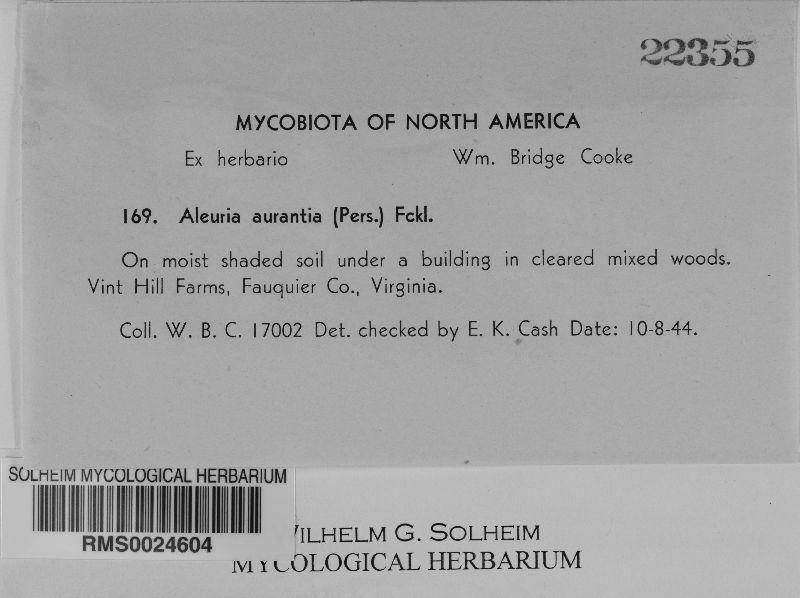 22355
MYCOBIOTA OF NORTH AMERICA
Ex herbario Wm. Bridge Cooke
169. Aleuria aurantia (Pers.) Fckl.
On moist shaded soil under a building in cleared mixed woods.
Vint Hill Farms, Fauquier Co., Virginia.
Coll. W. B. C. 17002 Det. checked by E. K. Cash Date: 10-8-44.
SOLHEIM MYCOLOGICAL HERBARIUM
RMS0024604
WILHELM G. SOLHEIM
MYCOLOGICAL HERBARIUM